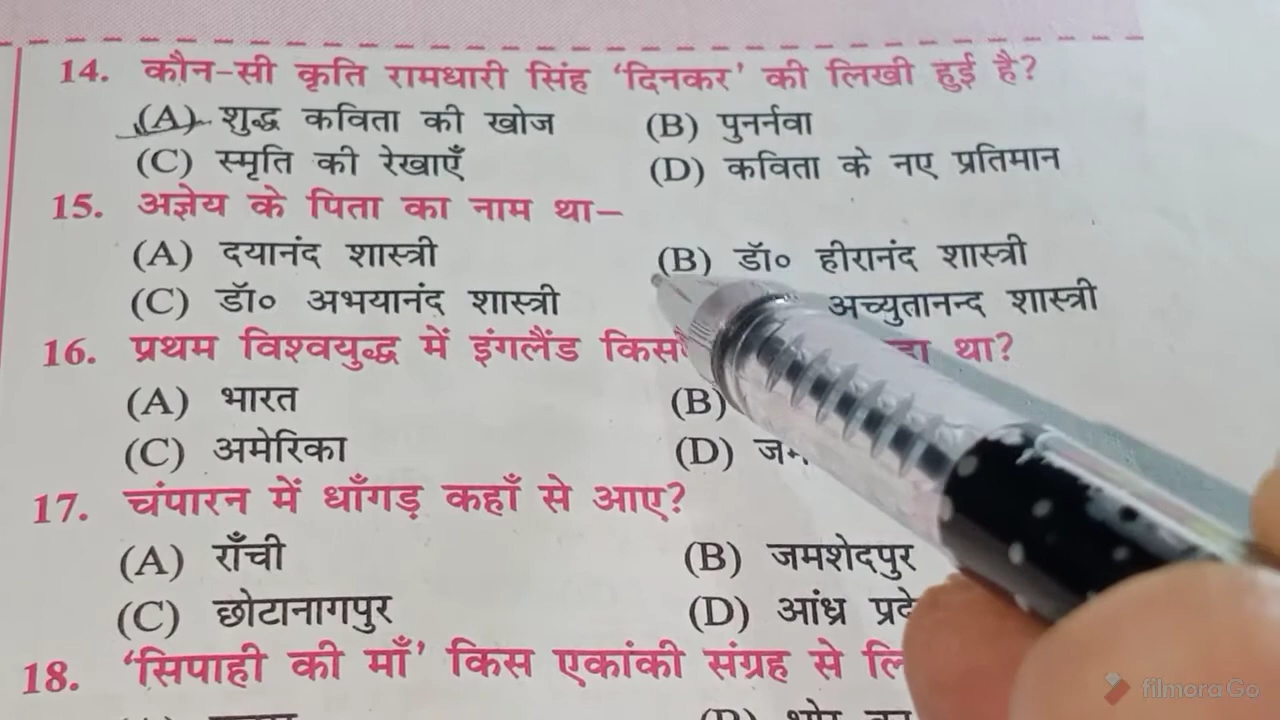 14. कौन-सी कृति रामधारी सिंह ‘दिनकर’ की लिखी हुई है?
(A) शुद्ध कविता की खोज (B) पुनर्नवा
(C) स्मृति की रेखाएँ (D) कविता के नए प्रतिमान
15. अज्ञेय के पिता का नाम था–
(A) दयानंद शास्त्री (B) डॉ० हीरानंद शास्त्री
(C) डॉ० अभयानंद शास्त्री अच्युतानन्द शास्त्री
16. प्रथम विश्वयुद्ध में इंगलैंड था?
(A) भारत (B)
(C) अमेरिका (D)
17. चंपारन में धाँगड़ कहाँ से आए?
(A) राँची (B) जमशेदपुर
(C) छोटानागपुर (D) आंध्र
18. ‘सिपाही की माँ’ किस एकांकी संग्रह से
filmora Go